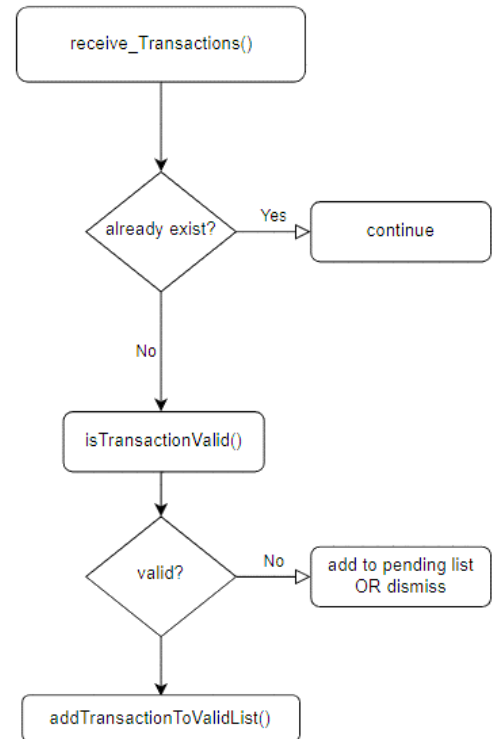 receive_Transactions()
already exist?
Yes
continue
No
isTransactionValid()
valid?
No
add to pending list
OR dismiss
addTransactionToValidList()